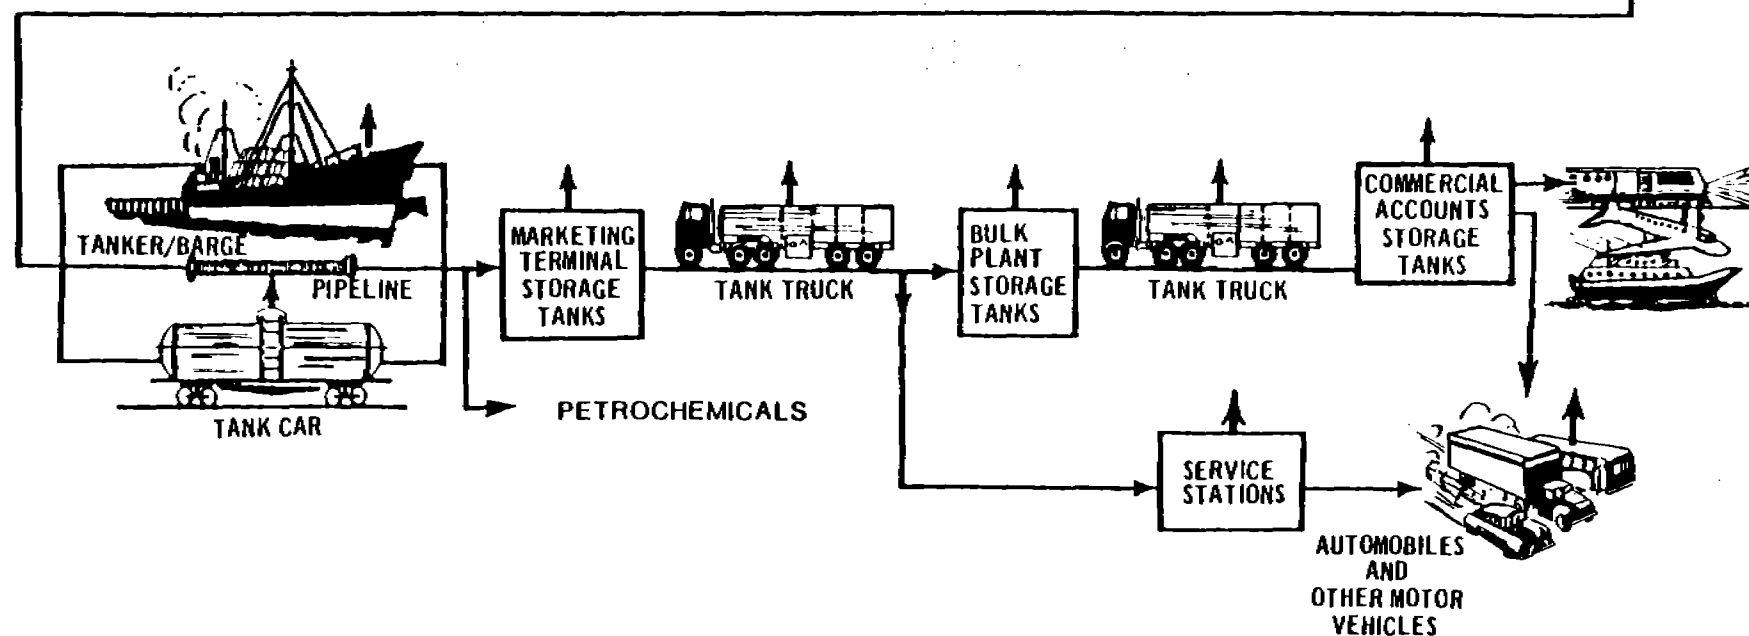 TANKER/BARGE
PIPELINE
TANK CAR
MARKETING
TERMINAL
STORAGE
TANKS
PETROCHEMICALS
TANK TRUCK
BULK
PLANT
STORAGE
TANKS
TANK TRUCK
COMMERCIAL
ACCOUNTS
STORAGE
TANKS
SERVICE
STATIONS
AUTOMOBILES
AND
OTHER MOTOR
VEHICLES